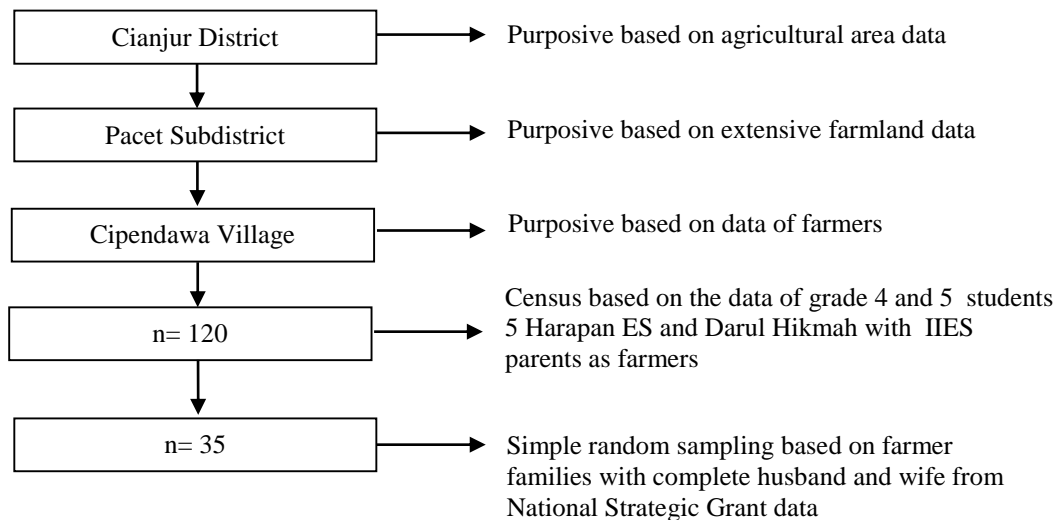 Cianjur District
Purposive based on agricultural area data
Pacet Subdistrict
Purposive based on extensive farmland data
Cipendawa Village
Purposive based on data of farmers
n= 120
Census based on the data of grade 4 and 5 students
5 Harapan ES and Darul Hikmah with IIES
parents as farmers
n= 35
Simple random sampling based on farmer
families with complete husband and wife from
National Strategic Grant data